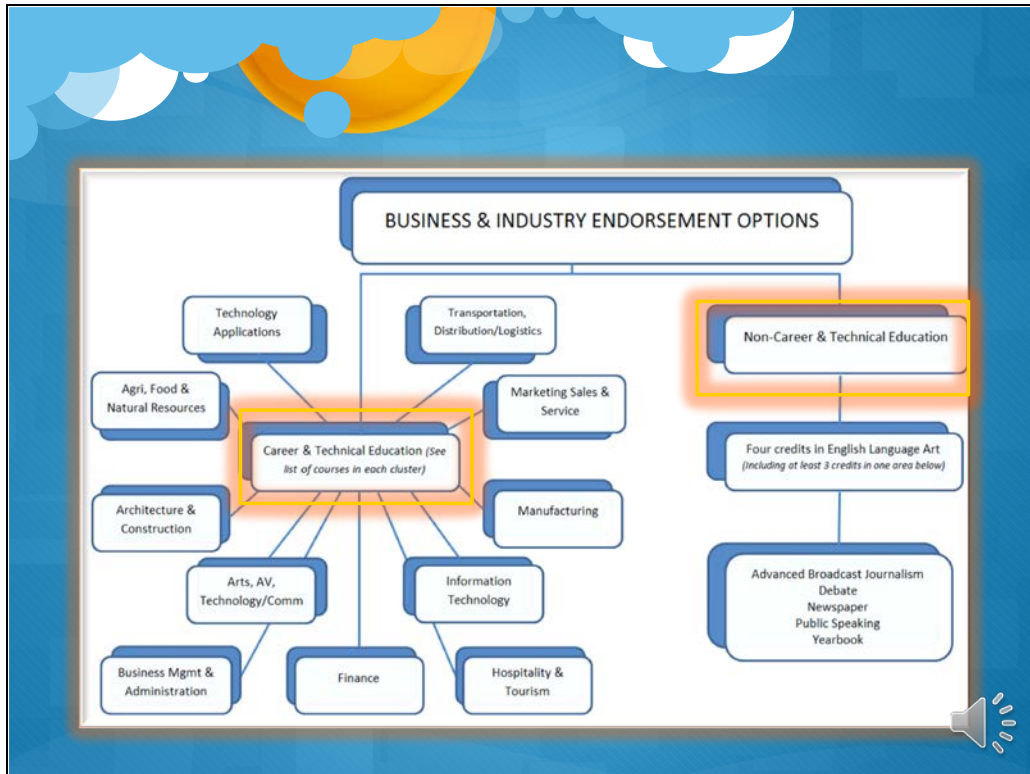 BUSINESS & INDUSTRY ENDORSEMENT OPTIONS
Technology
Applications
Transportation,
Distribution/Logistics
Non-Career & Technical Education
Agri, Food &
Natural Resources
Marketing Sales &
Service
Career & Technical Education (See
list of courses in each cluster)
Four credits in English Language Art
(Including at least 3 credits in one area below)
Architecture &
Construction
Manufacturing
Arts, AV,
Technology/Comm
Information
Technology
Advanced Broadcast Journalism
Debate
Newspaper
Public Speaking
Yearbook
Business Mgmt &
Administration
Finance
Hospitality &
Tourism